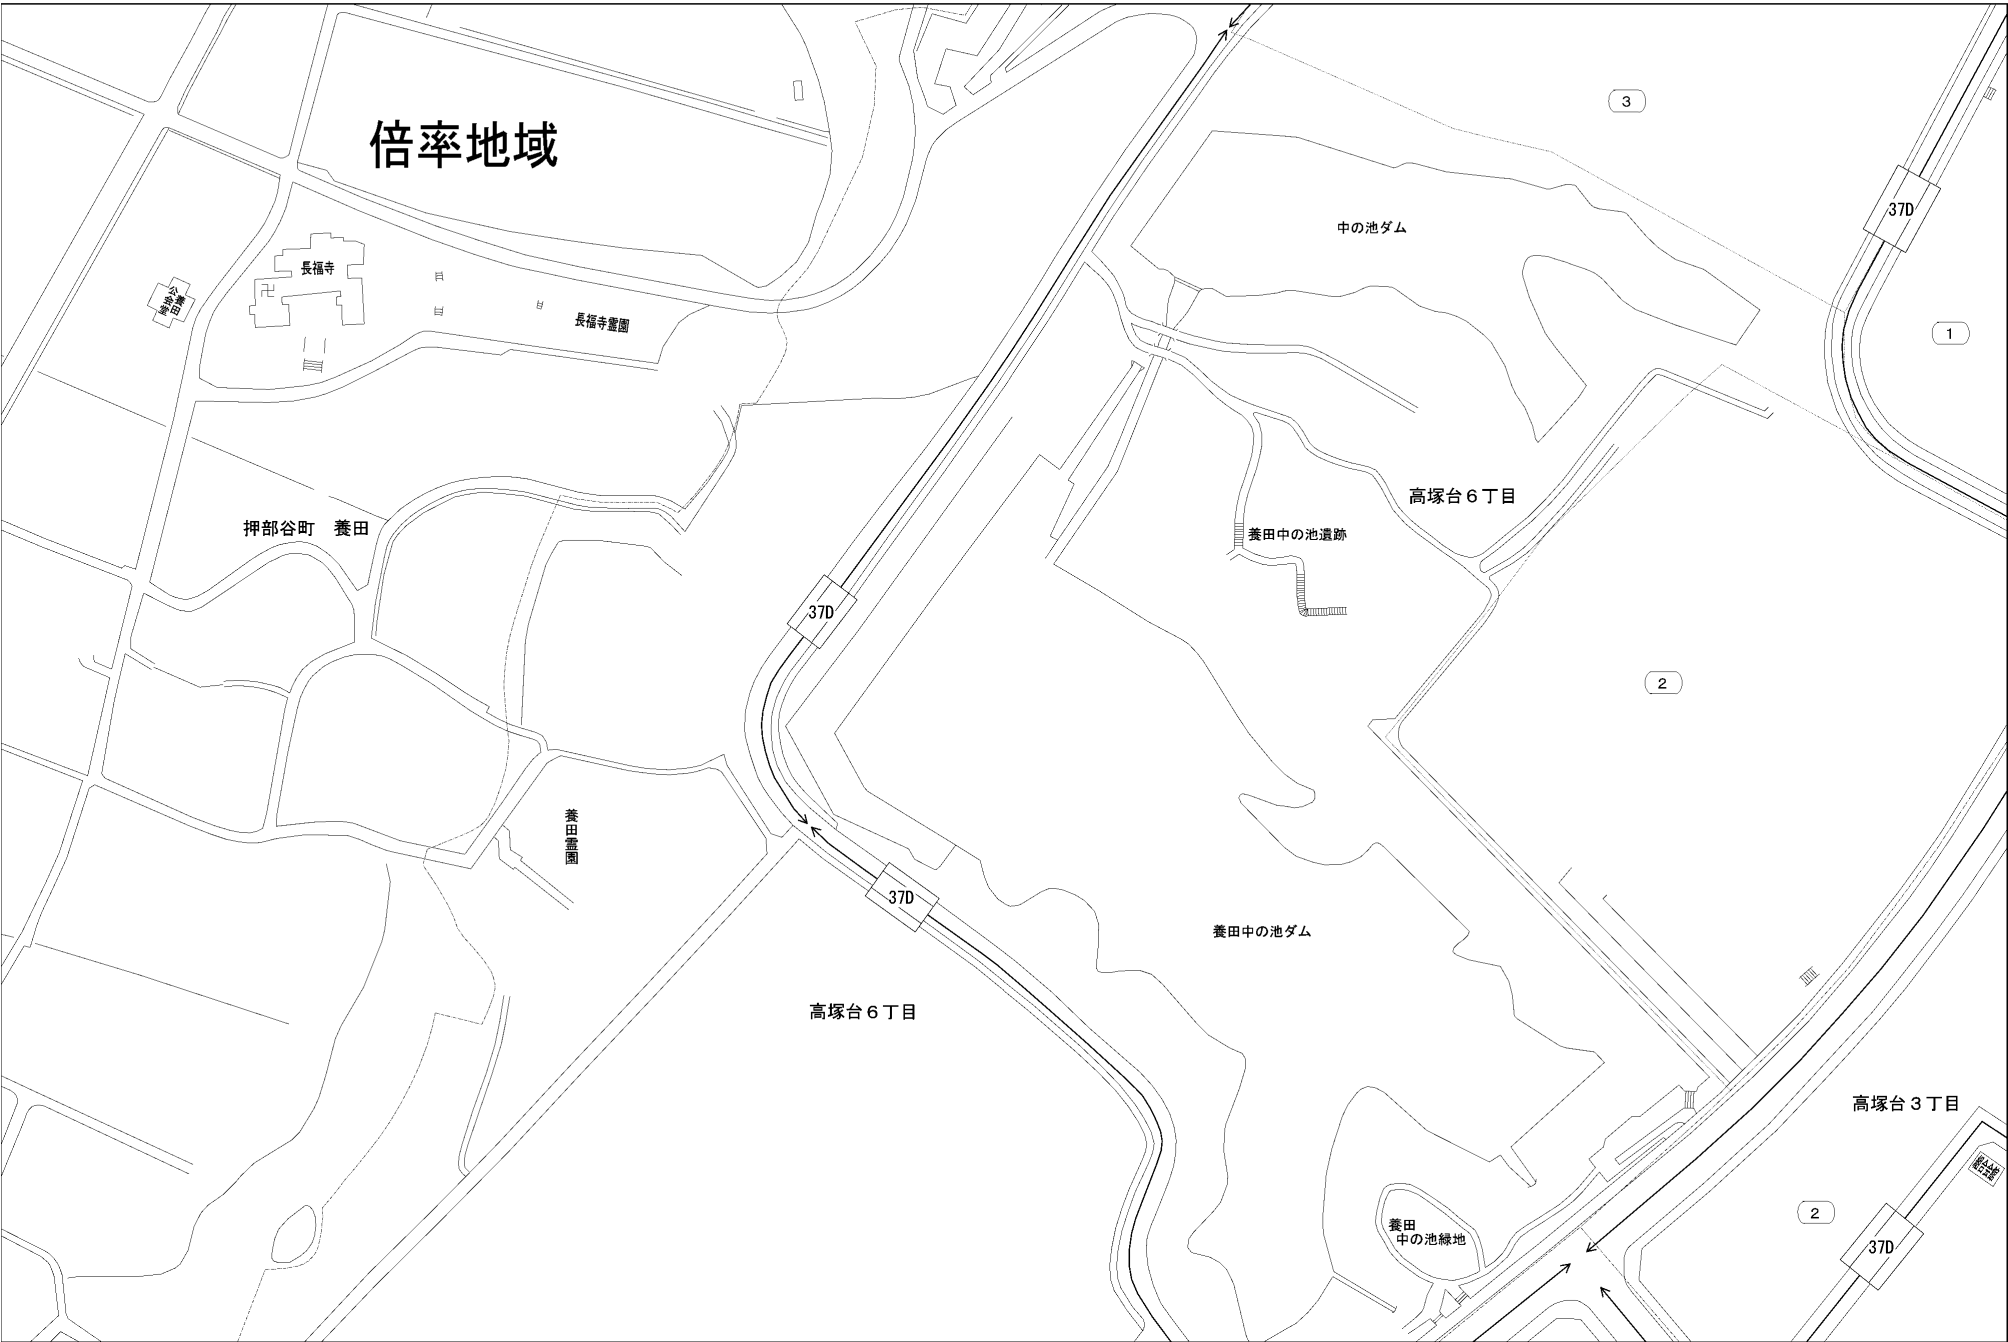 3
倍率地域
37D
中の池ダム
長福寺
養田
公会堂
長福寺霊園
1
高塚台６丁目
押部谷町　養田
養田中の池遺跡
37D
2
養田霊園
37D
養田中の池ダム
高塚台６丁目
高塚台３丁目
2
養田
中の池緑地
37D